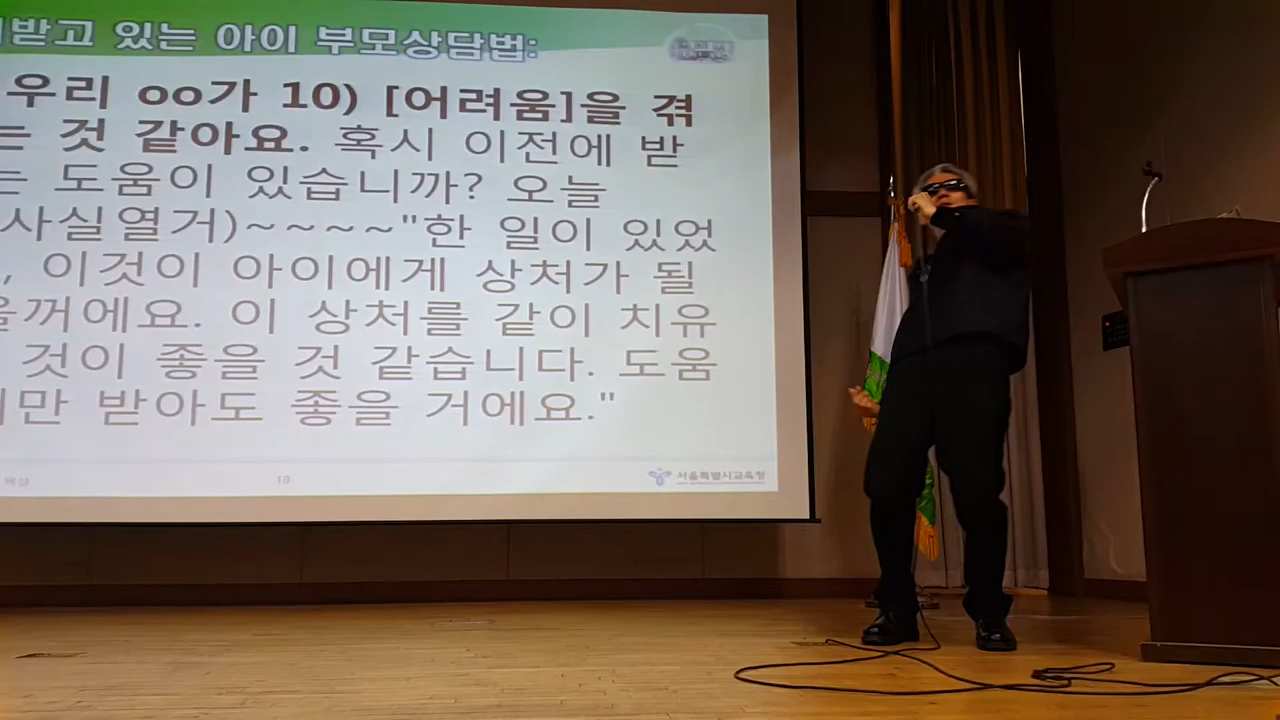 받고 있는 아이 부모상담법:
우리 oo가 10) [어려움]을 겪
는 것 같아요. 혹시 이전에 받
는 도움이 있습니까? 오늘
사실열거)~~~~"한 일이 있었
, 이것이 아이에게 상처가 될
을꺼에요. 이 상처를 같이 치유
것이 좋을 것 같습니다. 도움
만 받아도 좋을 거에요."
18
서울특별시교육청